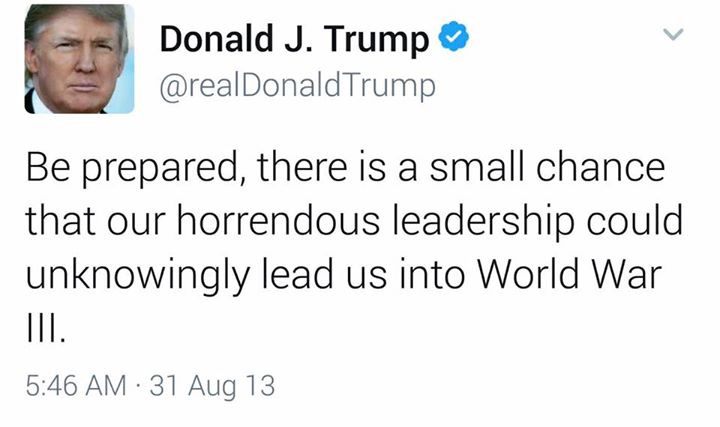 Donald J. Trump
@realDonaldTrump
Be prepared, there is a small chance
that our horrendous leadership could
unknowingly lead us into World War
III.
5:46 AM · 31 Aug 13